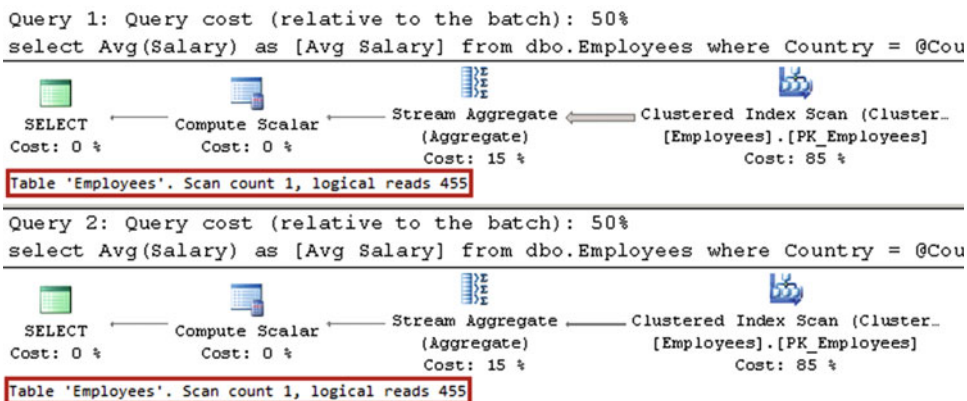 Query 1: Query cost (relative to the batch): 50%
select Avg(Salary) as [Avg Salary] from dbo.Employees where Country = @Cou
SELECT
Cost: 0 %
Compute Scalar
Cost: 0 %
Stream Aggregate
(Aggregate)
Cost: 15 %
Clustered Index Scan (Cluster…
[Employees].[PK_Employees]
Cost: 85 %
Table 'Employees'. Scan count 1, logical reads 455
Query 2: Query cost (relative to the batch): 50%
select Avg(Salary) as [Avg Salary] from dbo.Employees where Country = @Cou
SELECT
Cost: 0 %
Compute Scalar
Cost: 0 %
Stream Aggregate
(Aggregate)
Cost: 15 %
Clustered Index Scan (Cluster…
[Employees].[PK_Employees]
Cost: 85 %
Table 'Employees'. Scan count 1, logical reads 455